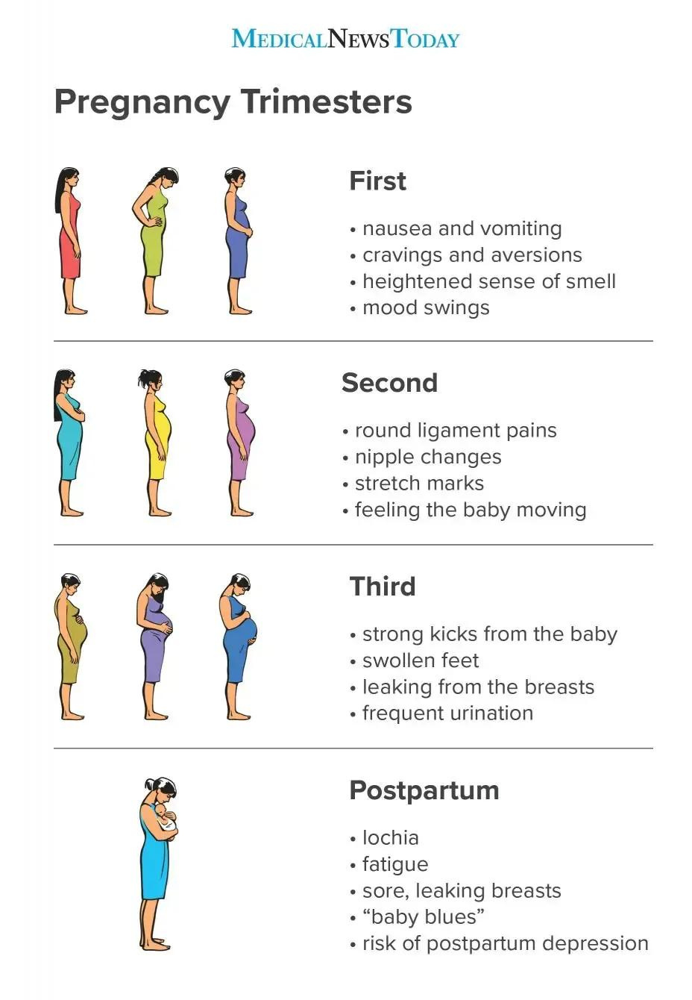 MEDICALNEWSTODAY
Pregnancy Trimesters
First
• nausea and vomiting
• cravings and aversions
• heightened sense of smell
• mood swings
Second
• round ligament pains
• nipple changes
• stretch marks
• feeling the baby moving
Third
• strong kicks from the baby
• swollen feet
• leaking from the breasts
• frequent urination
Postpartum
• lochia
• fatigue
• sore, leaking breasts
• “baby blues”
• risk of postpartum depression